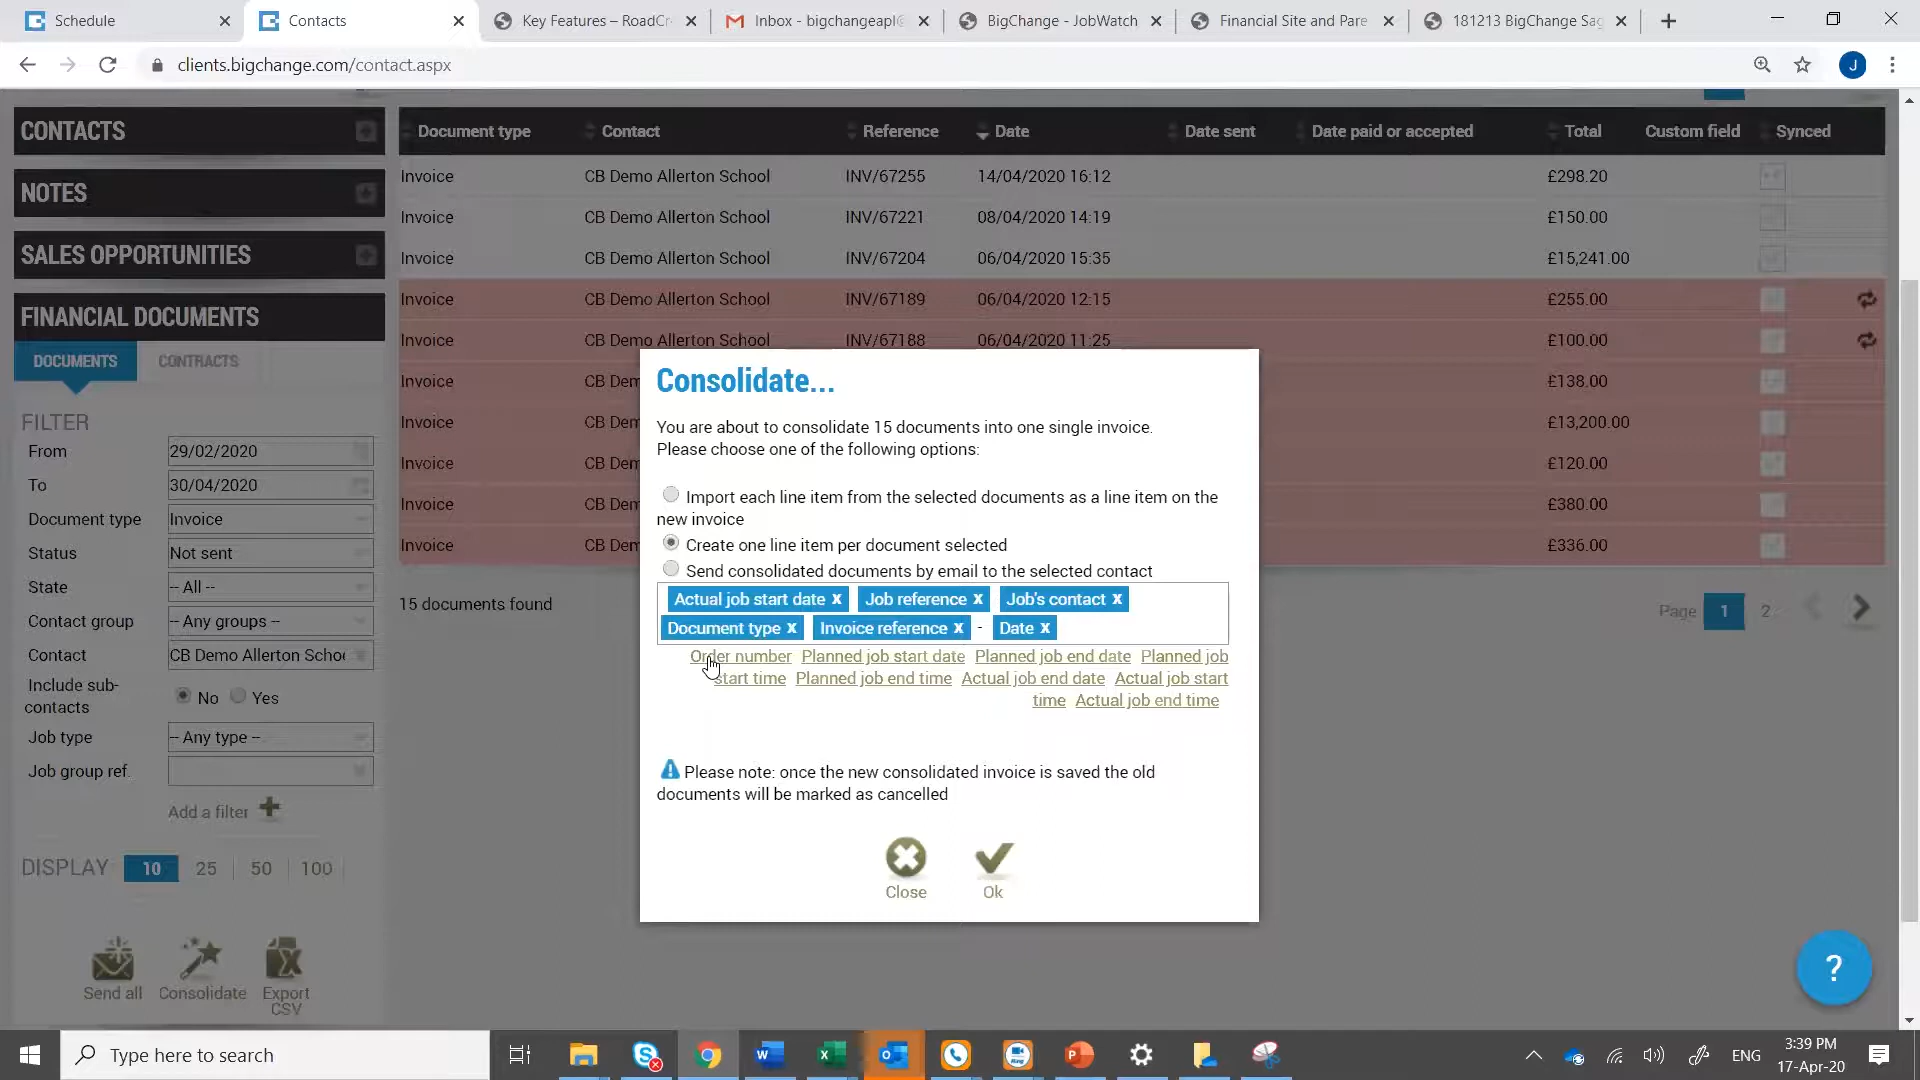 Schedule
Contacts
Key Features – RoadCr
Inbox - bigchangeapl@
BigChange - JobWatch
Financial Site and Pare
181213 BigChange Sag
clients.bigchange.com/contact.aspx
J
CONTACTS
NOTES
SALES OPPORTUNITIES
FINANCIAL DOCUMENTS
DOCUMENTS
CONTRACTS
FILTER
From 29/02/2020
To 30/04/2020
Document type Invoice
Status Not sent
State -- All --
Contact group -- Any groups --
Contact CB Demo Allerton Schoo
Include sub-
contacts
No Yes
Job type -- Any type --
Job group ref.
Add a filter
DISPLAY 10 25 50 100
Send all
Consolidate
Export
CSV
Document type Contact Reference Date Date sent Date paid or accepted Total Custom field Synced
Invoice CB Demo Allerton School INV/67255 14/04/2020 16:12 £298.20
Invoice CB Demo Allerton School INV/67221 08/04/2020 14:19 £150.00
Invoice CB Demo Allerton School INV/67204 06/04/2020 15:35 £15,241.00
Invoice CB Demo Allerton School INV/67189 06/04/2020 12:15 £255.00
Invoice CB Demo Allerton School INV/67188 06/04/2020 11:25 £100.00
Invoice CB Dem £138.00
Invoice CB Dem £13,200.00
Invoice CB Dem £120.00
Invoice CB Dem £380.00
Invoice CB Dem £336.00
15 documents found
Page 1 2
Consolidate...
You are about to consolidate 15 documents into one single invoice.
Please choose one of the following options:
Import each line item from the selected documents as a line item on the
new invoice
Create one line item per document selected
Send consolidated documents by email to the selected contact
Actual job start date x Job reference x Job's contact x
Document type x Invoice reference x - Date x
Order number Planned job start date Planned job end date Planned job
start time Planned job end time Actual job end date Actual job start
time Actual job end time
Please note: once the new consolidated invoice is saved the old
documents will be marked as cancelled
Close
Ok
?
Type here to search
ENG
3:39 PM
17-Apr-20